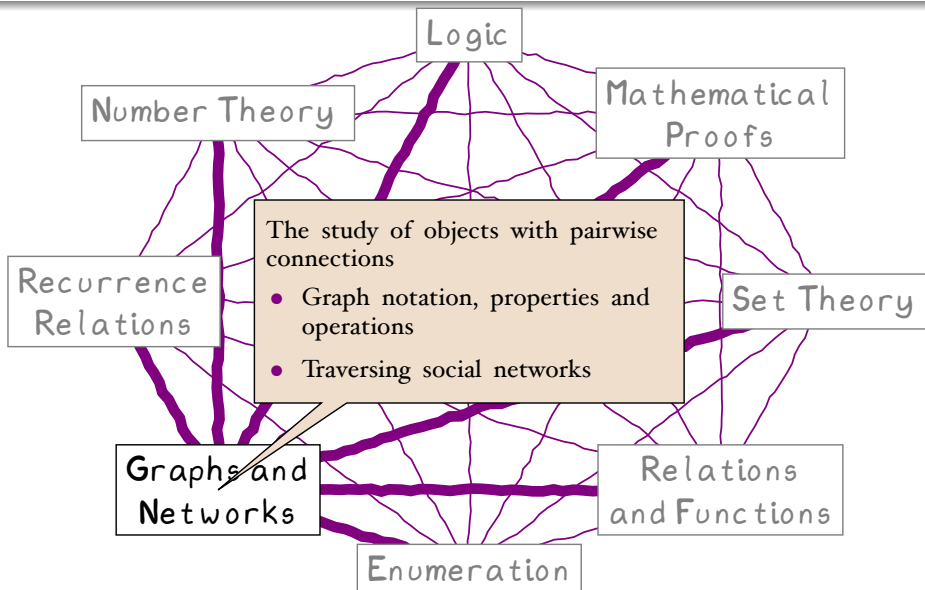 Logic
Number Theory
Mathematical
Proofs
The study of objects with pairwise
connections
• Graph notation, properties and
operations
• Traversing social networks
Recurrence
Relations
Set Theory
Graphs and
Networks
Relations
and Functions
Enumeration